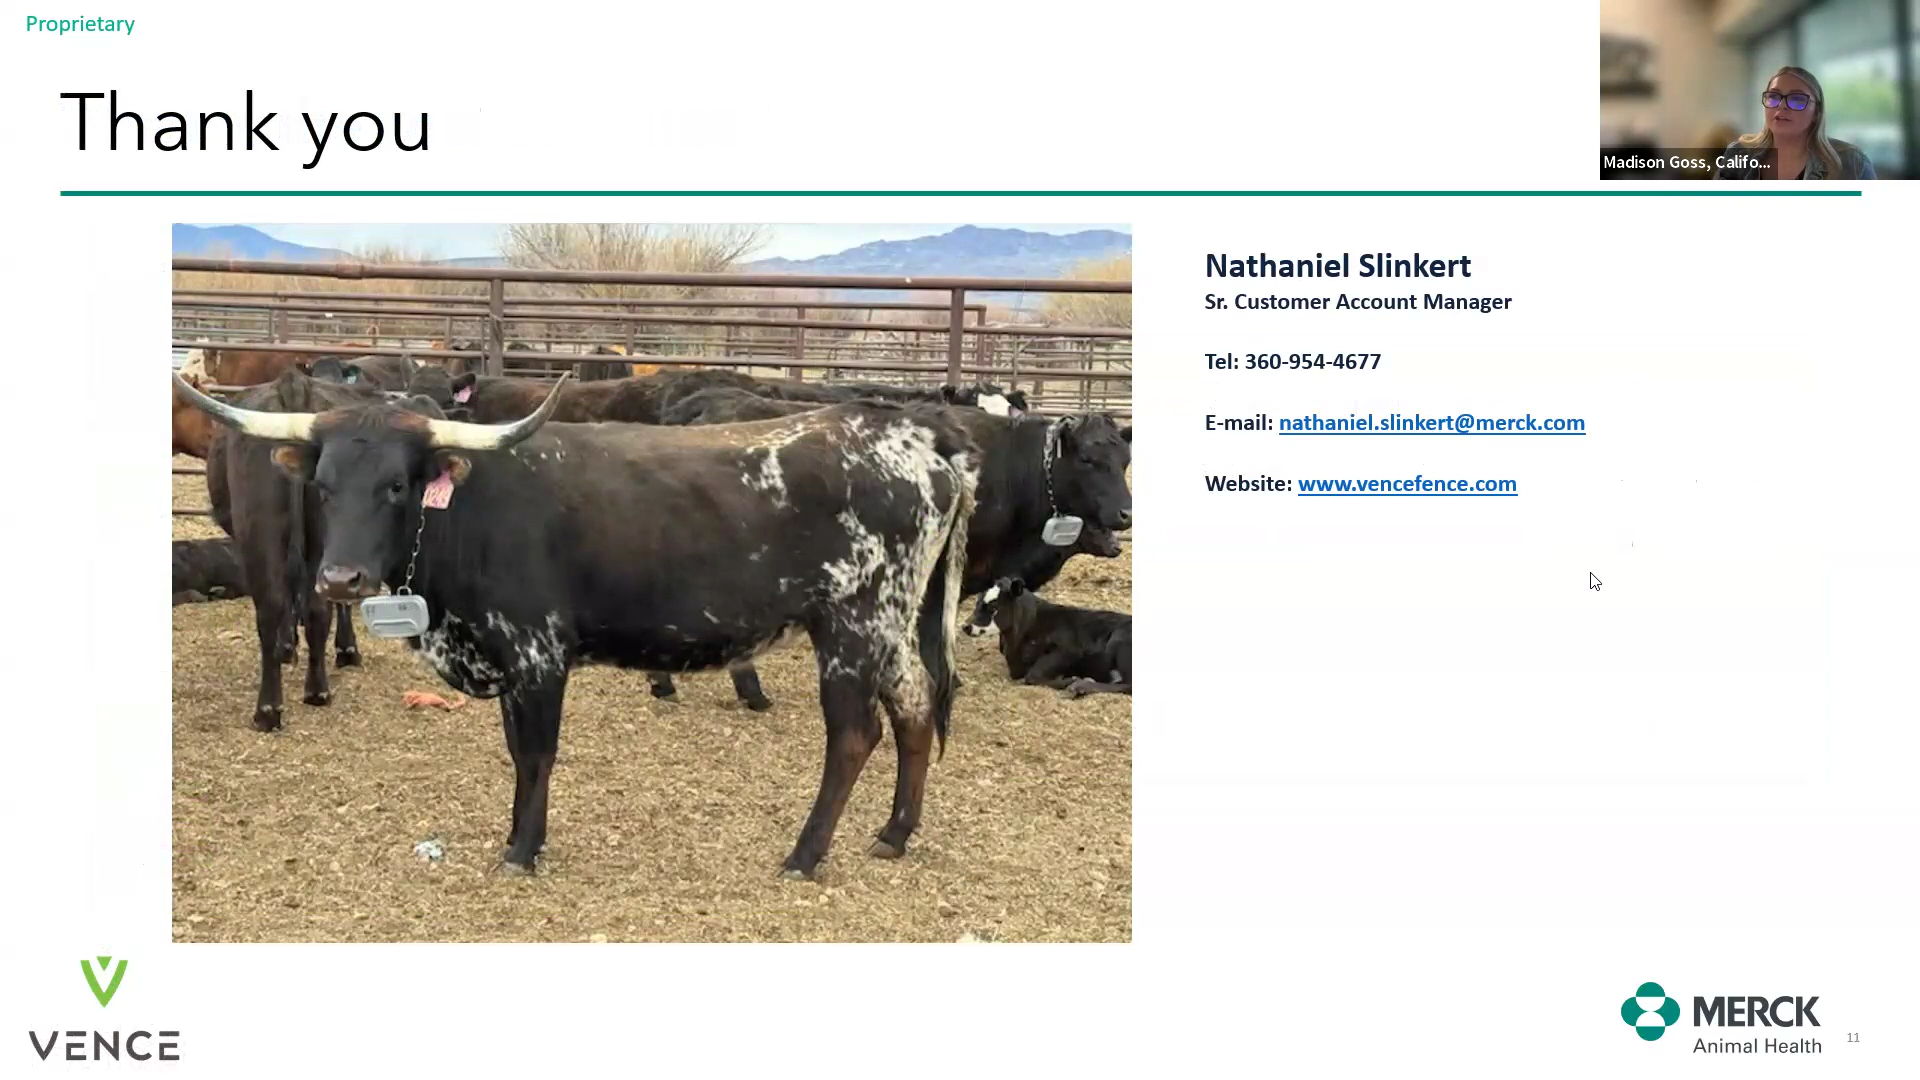 Proprietary
Thank you
Madison Goss, Califo...
Nathaniel Slinkert
Sr. Customer Account Manager
Tel: 360-954-4677
E-mail: nathaniel.slinkert@merck.com
Website: www.vencefence.com
VENCE
MERCK
Animal Health
11